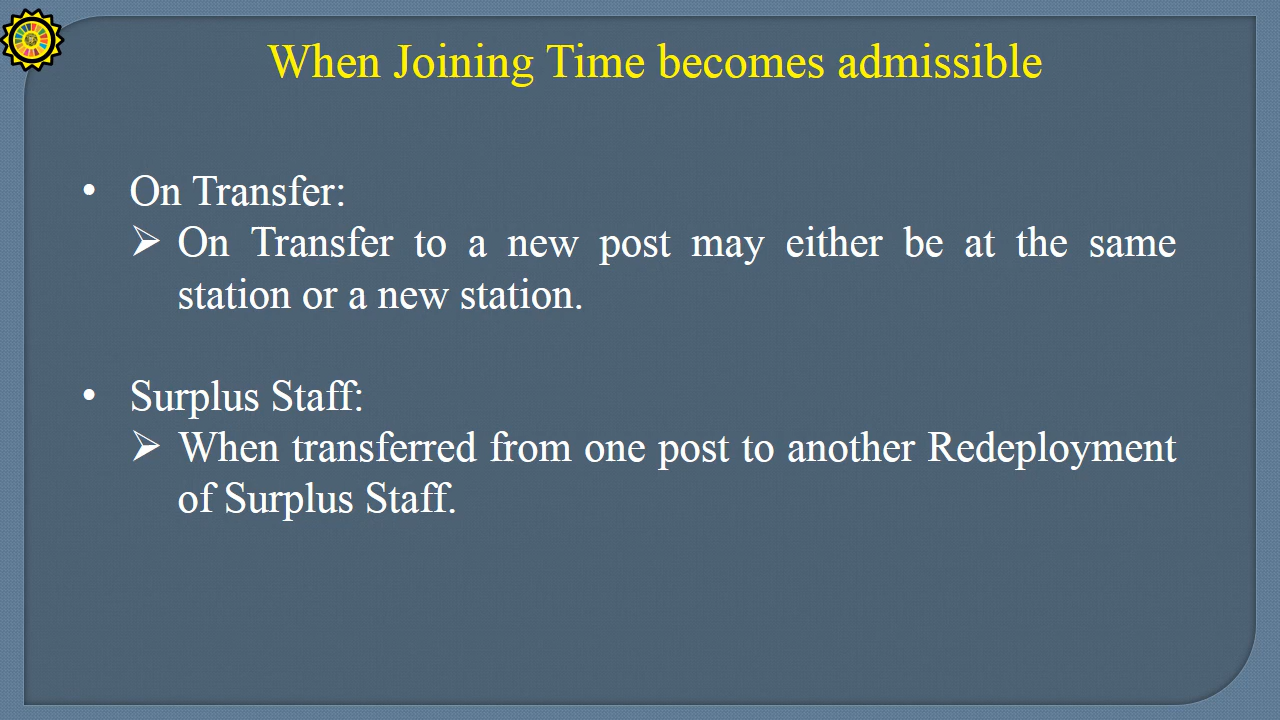 When Joining Time becomes admissible
• On Transfer:
➢ On Transfer to a new post may either be at the same
station or a new station.
• Surplus Staff:
➢ When transferred from one post to another Redeployment
of Surplus Staff.